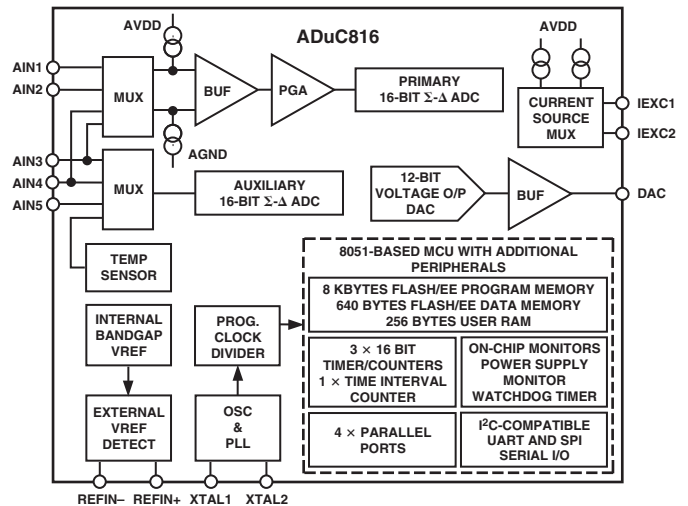 ADuC816
AVDD
AVDD
AIN1
AIN2
MUX
BUF
PGA
PRIMARY
16-BIT Σ-Δ ADC
CURRENT
SOURCE
MUX
IEXC1
IEXC2
AGND
AIN3
AIN4
AIN5
MUX
AUXILIARY
16-BIT Σ-Δ ADC
12-BIT
VOLTAGE O/P
DAC
BUF
DAC
TEMP
SENSOR
8051-BASED MCU WITH ADDITIONAL
PERIPHERALS
8 KBYTES FLASH/EE PROGRAM MEMORY
640 BYTES FLASH/EE DATA MEMORY
256 BYTES USER RAM
INTERNAL
BANDGAP
VREF
PROG.
CLOCK
DIVIDER
3 × 16 BIT
TIMER/COUNTERS
1 × TIME INTERVAL
COUNTER
ON-CHIP MONITORS
POWER SUPPLY
MONITOR
WATCHDOG TIMER
EXTERNAL
VREF
DETECT
OSC
&
PLL
4 × PARALLEL
PORTS
I²C-COMPATIBLE
UART AND SPI
SERIAL I/O
REFIN– REFIN+ XTAL1 XTAL2